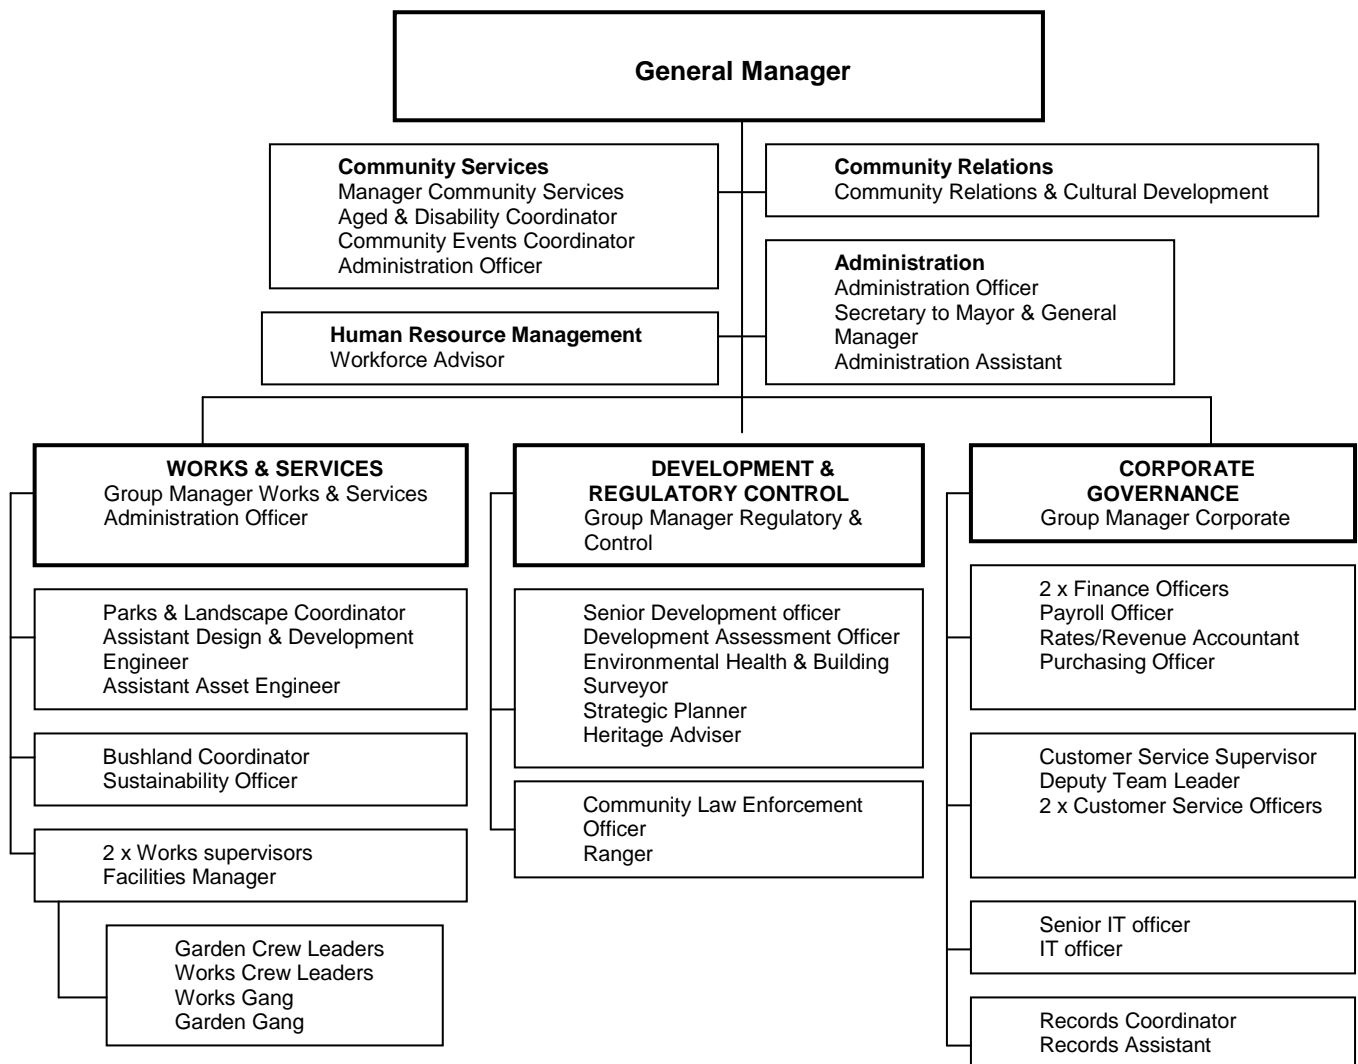 General Manager
Community Services
Manager Community Services
Aged & Disability Coordinator
Community Events Coordinator
Administration Officer
Community Relations
Community Relations & Cultural Development
Human Resource Management
Workforce Advisor
Administration
Administration Officer
Secretary to Mayor & General
Manager
Administration Assistant
WORKS & SERVICES
Group Manager Works & Services
Administration Officer
Parks & Landscape Coordinator
Assistant Design & Development
Engineer
Assistant Asset Engineer
Bushland Coordinator
Sustainability Officer
2 x Works supervisors
Facilities Manager
Garden Crew Leaders
Works Crew Leaders
Works Gang
Garden Gang
DEVELOPMENT &
REGULATORY CONTROL
Group Manager Regulatory &
Control
Senior Development officer
Development Assessment Officer
Environmental Health & Building
Surveyor
Strategic Planner
Heritage Adviser
Community Law Enforcement
Officer
Ranger
CORPORATE
GOVERNANCE
Group Manager Corporate
2 x Finance Officers
Payroll Officer
Rates/Revenue Accountant
Purchasing Officer
Customer Service Supervisor
Deputy Team Leader
2 x Customer Service Officers
Senior IT officer
IT officer
Records Coordinator
Records Assistant